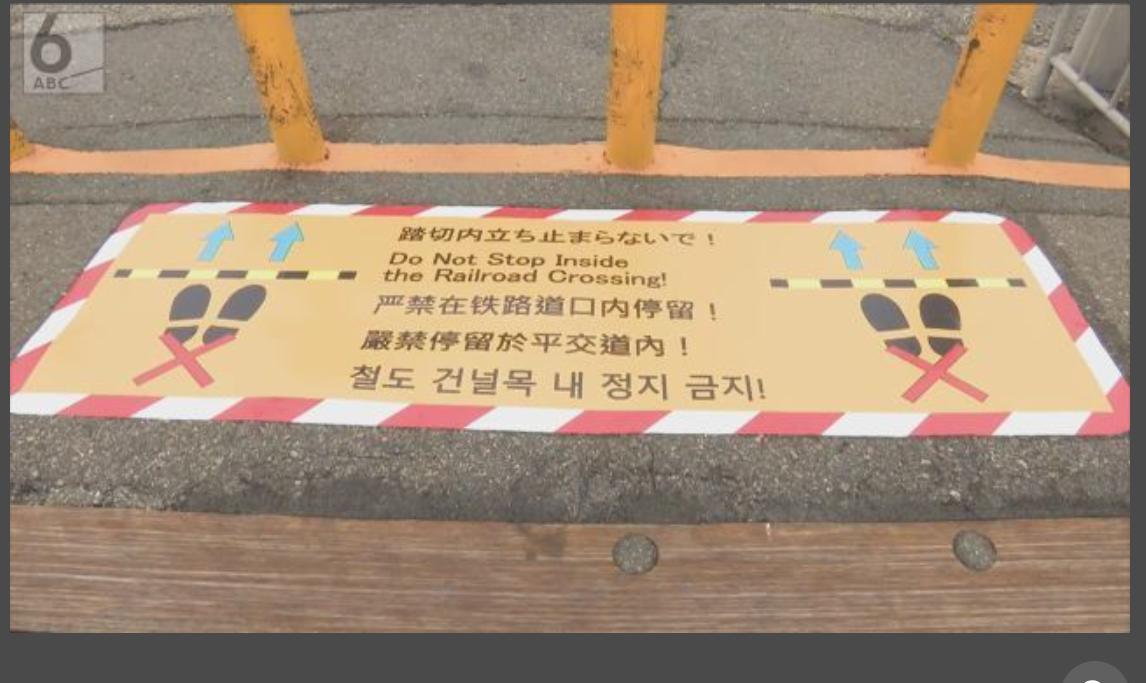 6
ABC
踏切内立ち止まらないで！
Do Not Stop Inside
the Railroad Crossing!
严禁在铁路道口内停留！
嚴禁停留於平交道內！
철도 건널목 내 정지 금지!